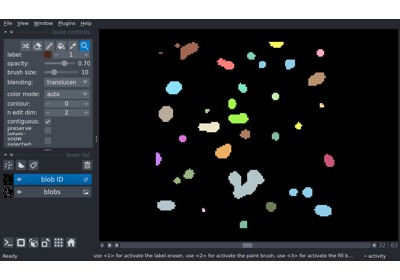 File View Window Plugins Help
layer controls
label: 1
opacity: 0.70
brush size: 10
blending: translucen
color mode: auto
contour: 0
n edit dim: 2
contiguous:
preserve labels:
show selected:
layer list
blob ID
blobs
32 63
Ready
use <1> for activate the label eraser, use <2> for activate the paint brush, use <3> for activate the fill b...
activity